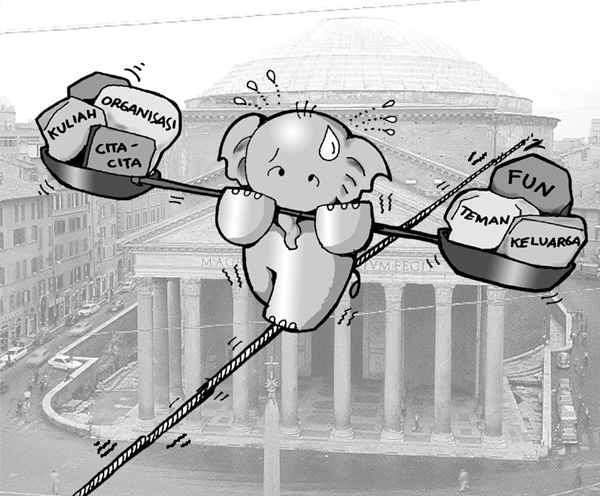 ORGANISASI
KULIAH
CITA-
CITA
FUN
TEMAN
KELUARGA